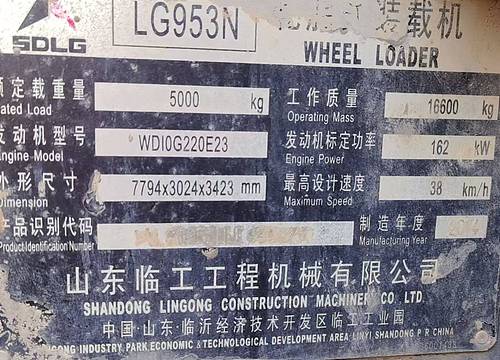 SDLG
LG953N
装载机
WHEEL LOADER
额定载重量
Rated Load
5000 kg
工作质量
Operating Mass
16600 kg
发动机型号
Engine Model
WD10G220E23
发动机标定功率
Engine Power
162 kW
外形尺寸
Dimension
7794x3024x3423 mm
最高设计速度
Maximum Speed
38 km/h
产品识别代码
Product Identification Number
制造年度
Manufacturing Year
山东临工工程机械有限公司
SHANDONG LINGONG CONSTRUCTION MACHINERY CO. LTD.
中国·山东·临沂经济技术开发区临工工业园
LINGONG INDUSTRY PARK,ECONOMIC & TECHNOLOGICAL DEVELOPMENT AREA,LINYI,SHANDONG P R CHINA